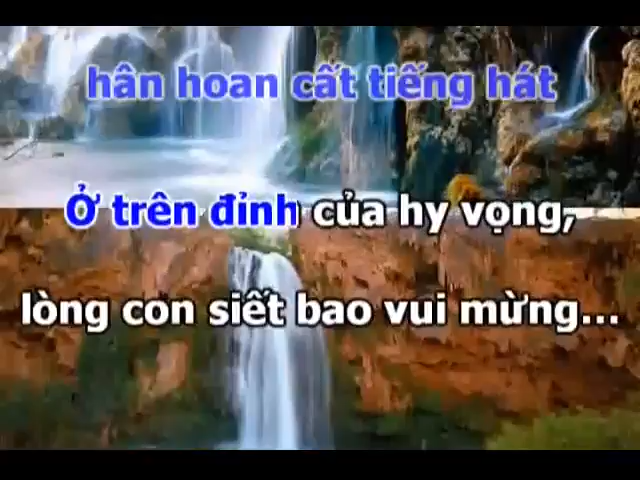 hân hoan cất tiếng hát
Ở trên đỉnh của hy vọng,
lòng con siết bao vui mừng...